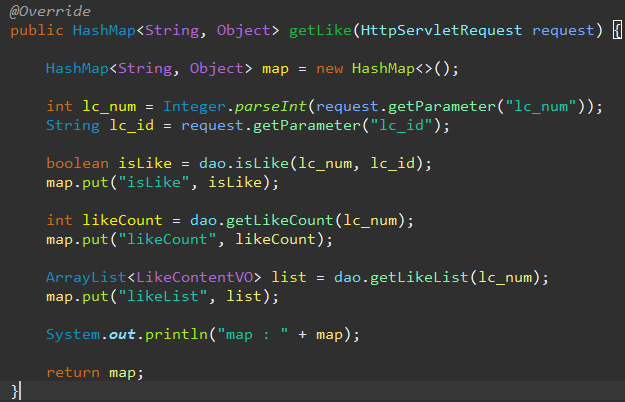 @Override
public HashMap<String, Object> getLike(HttpServletRequest request) {
HashMap<String, Object> map = new HashMap<>();
int lc_num = Integer.parseInt(request.getParameter("lc_num"));
String lc_id = request.getParameter("lc_id");
boolean isLike = dao.isLike(lc_num, lc_id);
map.put("isLike", isLike);
int likeCount = dao.getLikeCount(lc_num);
map.put("likeCount", likeCount);
ArrayList<LikeContentVO> list = dao.getLikeList(lc_num);
map.put("likeList", list);
System.out.println("map : " + map);
return map;
}